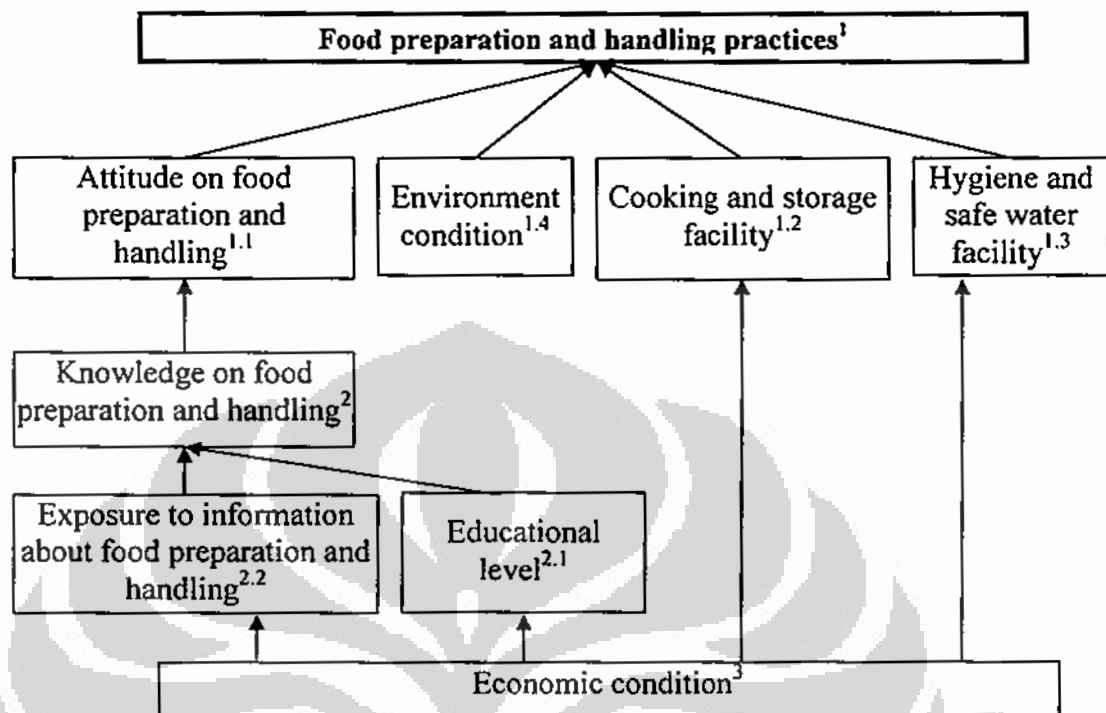 Food preparation and handling practices¹
Attitude on food
preparation and
handling¹·¹
Environment
condition¹·⁴
Cooking and storage
facility¹·²
Hygiene and
safe water
facility¹·³
Knowledge on food
preparation and handling²
Exposure to information
about food preparation and
handling²·²
Educational
level²·¹
Economic condition³